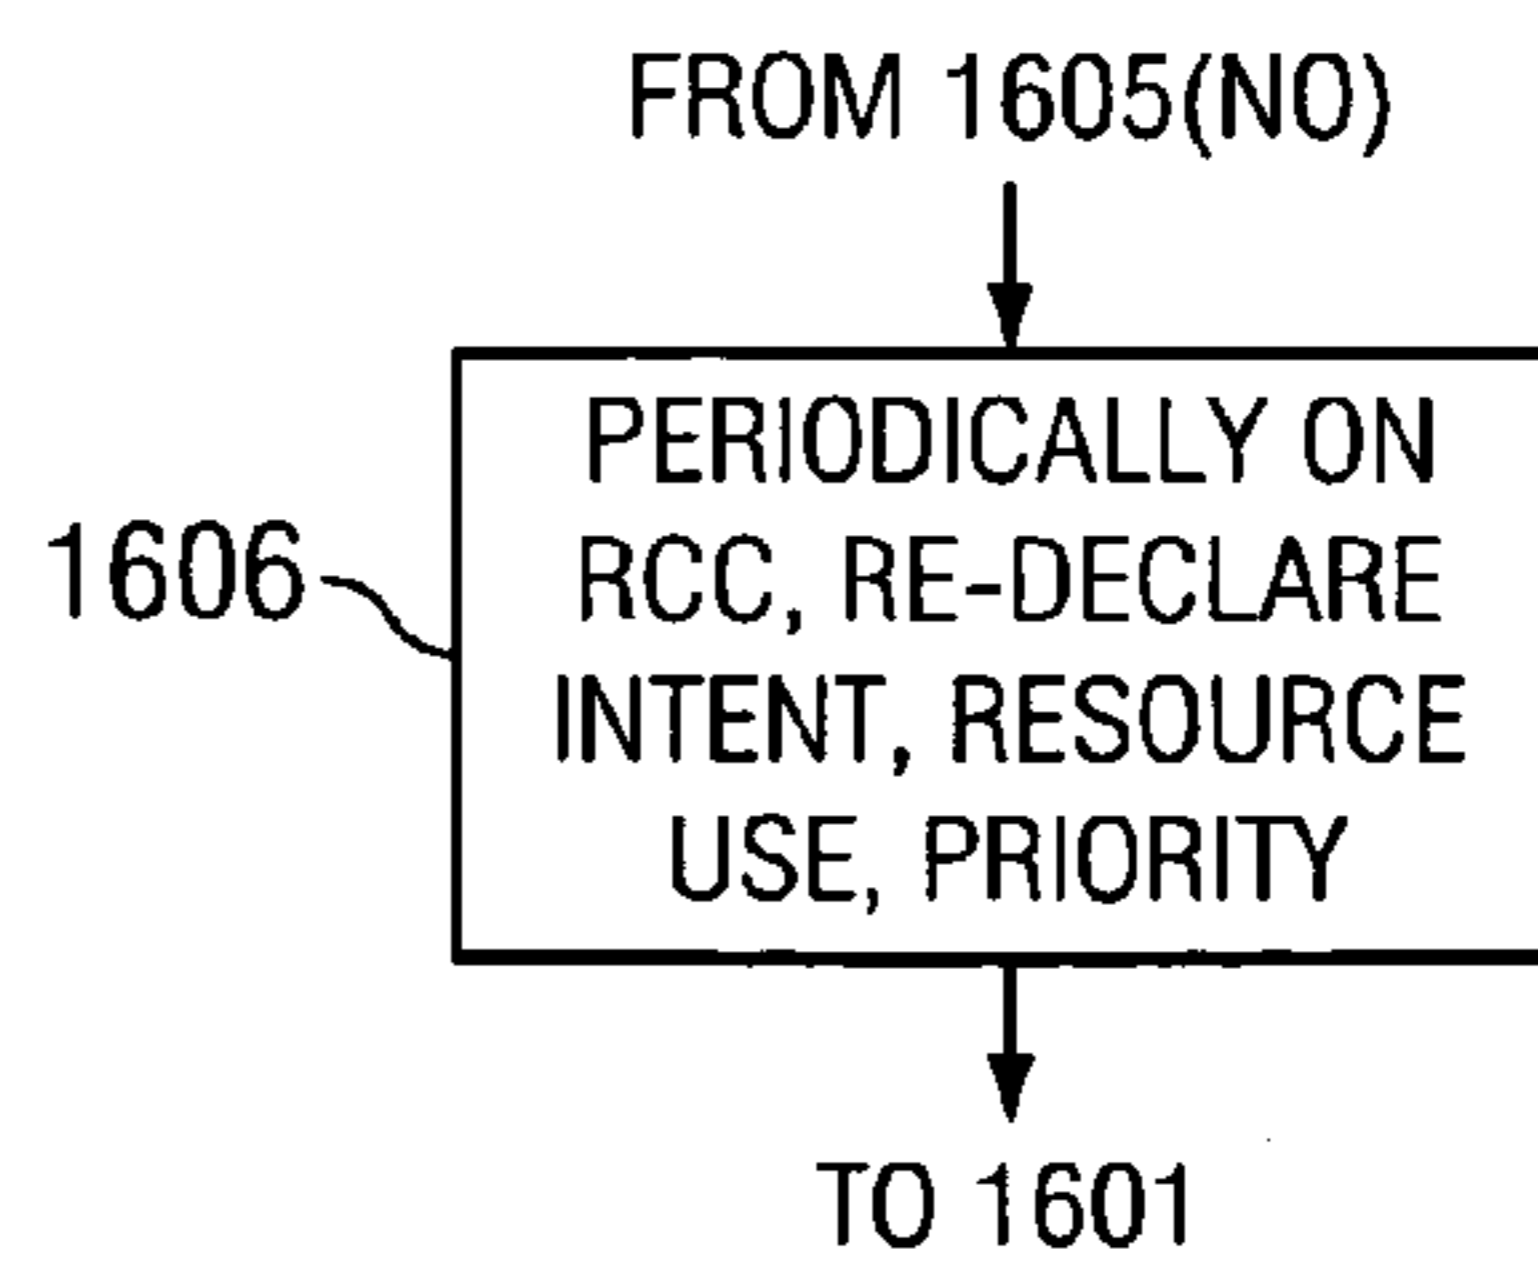 FROM 1605(NO)
PERIODICALLY ON
RCC, RE-DECLARE
1606
INTENT, RESOURCE
USE, PRIORITY
TO 1601